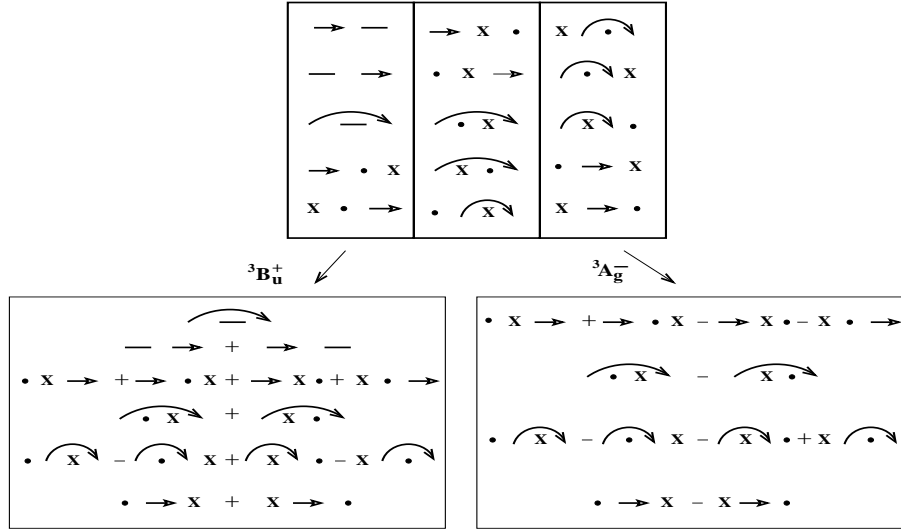 → — → x • x ↷•
— → • x → ↷• x
↷— ↷• x ↷x •
→ • x ↷x • • → x
x • → • ↷x x → •
³B⁺ᵤ ³A⁻g
↷—
— → + → —
• x → + → • x + → x • + x • →
↷• x + ↷x •
• ↷x – ↷• x + ↷x • – x ↷•
• → x + x → •
• x → + → • x – → x • – x • →
↷• x – ↷x •
• ↷x – ↷• x – ↷x • + x ↷•
• → x – x → •